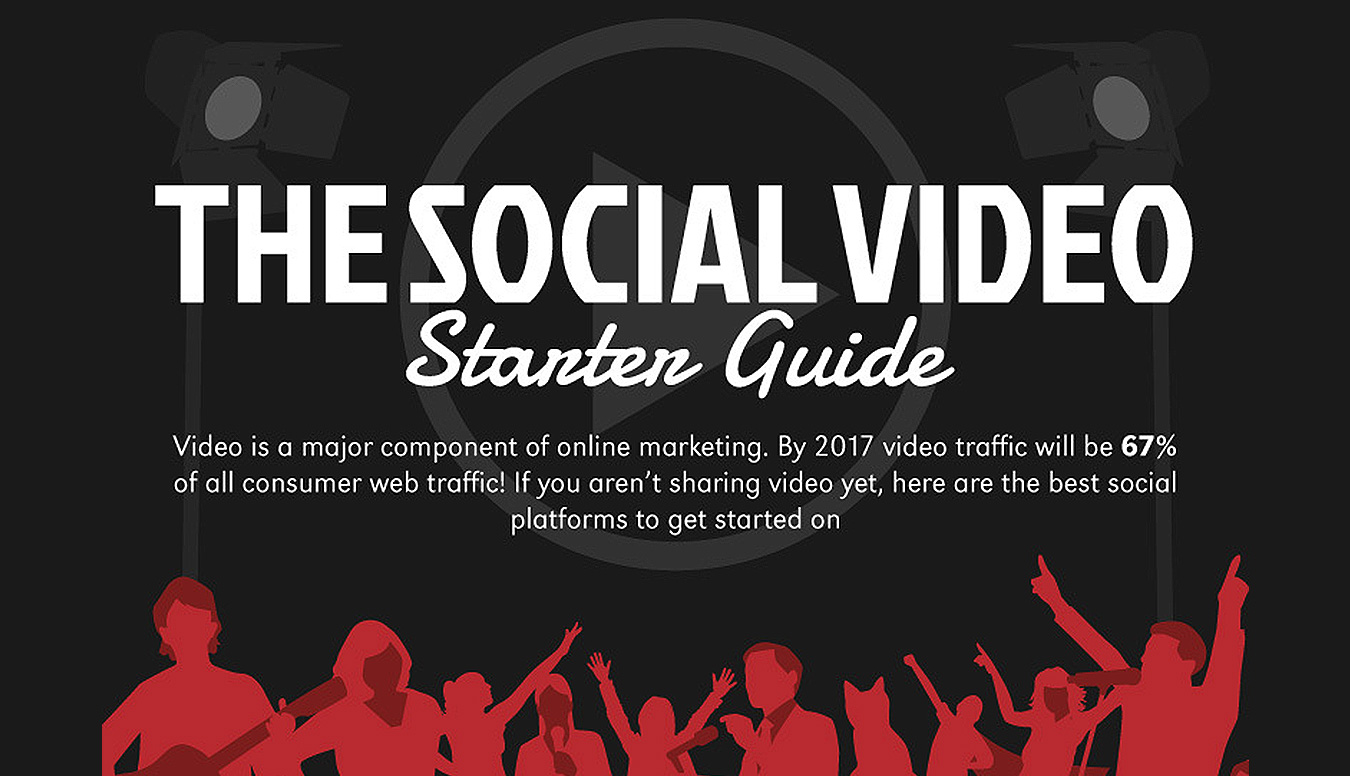 THE SOCIAL VIDEO
Starter Guide
Video is a major component of online marketing. By 2017 video traffic will be 67%
of all consumer web traffic! If you aren’t sharing video yet, here are the best social
platforms to get started on